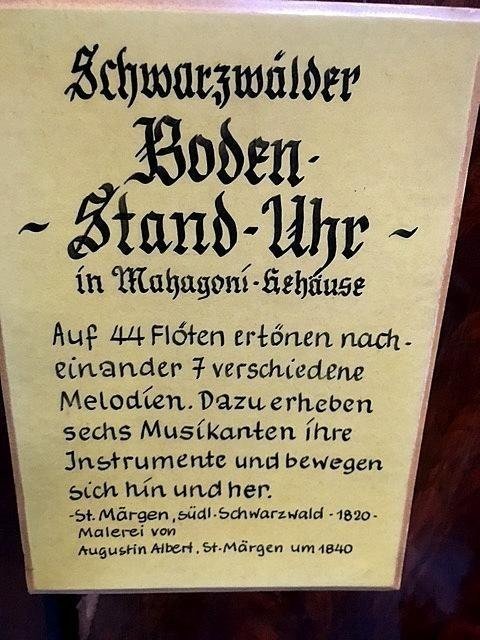 Schwarzwälder
Boden-
~ Stand-Uhr ~
in Mahagoni-Gehäuse
Auf 44 Flöten ertönen nach-
einander 7 verschiedene
Melodien. Dazu erheben
sechs Musikanten ihre
Instrumente und bewegen
sich hin und her.
-St. Märgen, südl. Schwarzwald - 1820-
Malerei von
Augustin Albert, St. Märgen um 1840